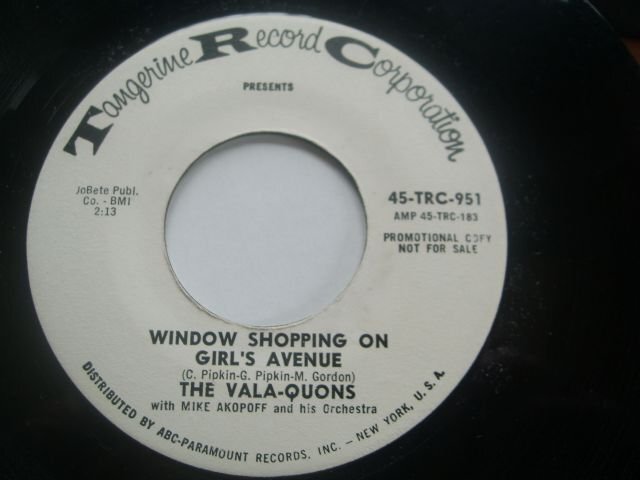 Tangerine Record Corporation
PRESENTS
JoBete Publ.
Co. - BMI
2:13
45-TRC-951
AMP 45-TRC-183
PROMOTIONAL COPY
NOT FOR SALE
WINDOW SHOPPING ON
GIRL'S AVENUE
(C. Pipkin-G. Pipkin-M. Gordon)
THE VALA-QUONS
with MIKE AKOPOFF and his Orchestra
DISTRIBUTED BY ABC-PARAMOUNT RECORDS, INC. – NEW YORK, U. S. A.